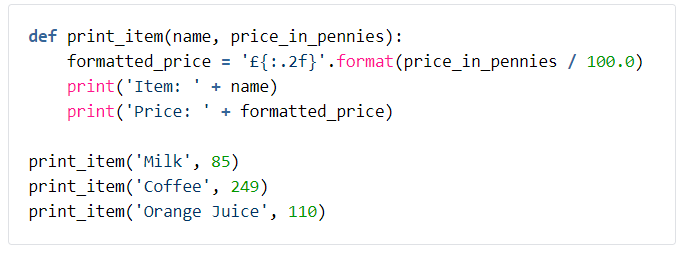 def print_item(name, price_in_pennies):
    formatted_price = '£{:.2f}'.format(price_in_pennies / 100.0)
    print('Item: ' + name)
    print('Price: ' + formatted_price)

print_item('Milk', 85)
print_item('Coffee', 249)
print_item('Orange Juice', 110)